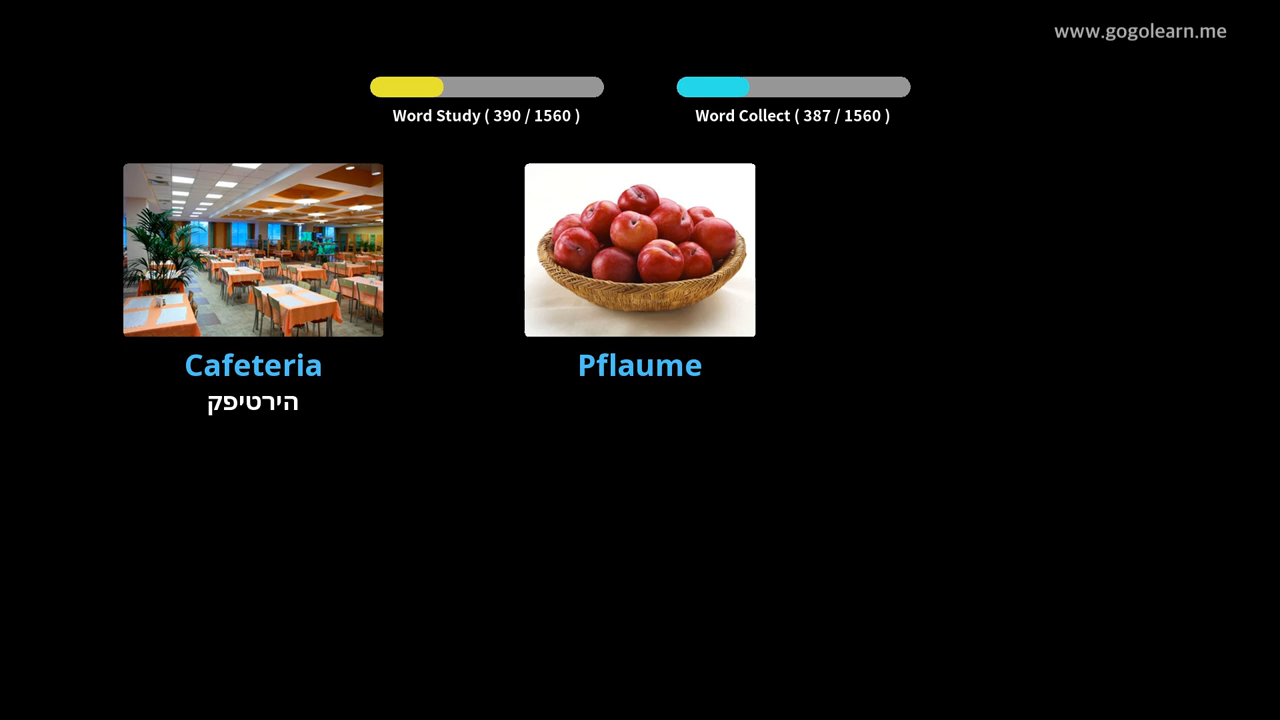 www.gogolearn.me
Word Study ( 390 / 1560 )
Word Collect ( 387 / 1560 )
Cafeteria
הירטיפק
Pflaume